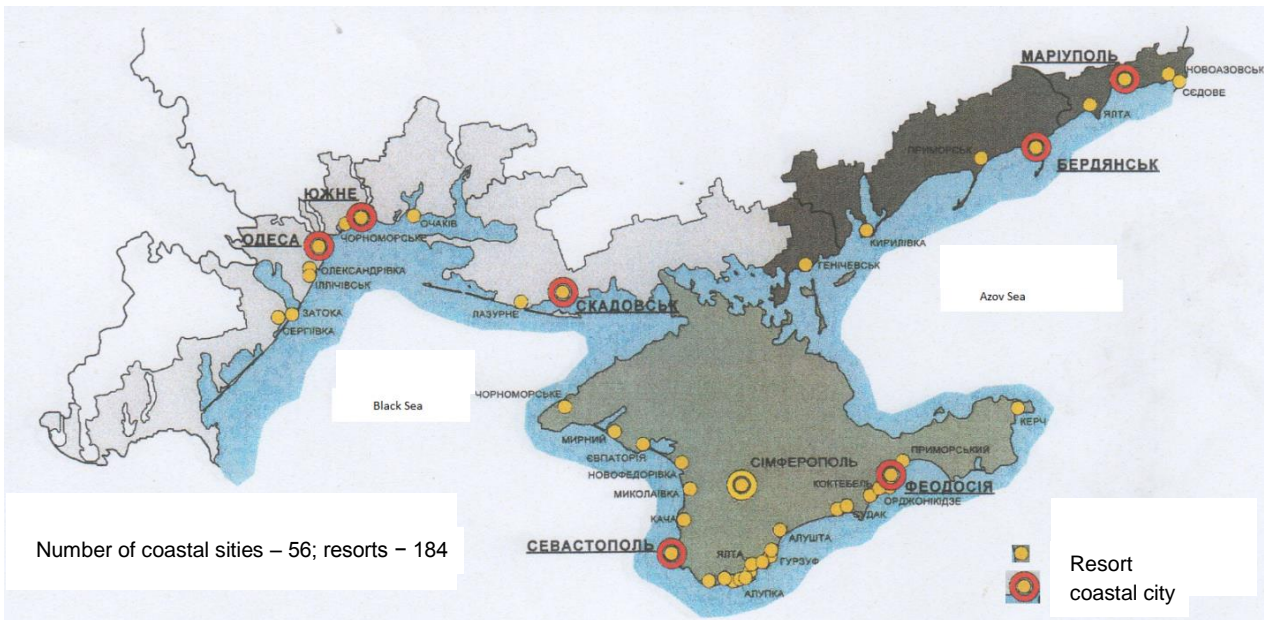 МАРІУПОЛЬ
НОВОАЗОВСЬК
СЄДОВЕ
ЯЛТА
ПРИМОРСЬК
БЕРДЯНСЬК
ЮЖНЕ
ОЧАКІВ
ЧОРНОМОРСЬКЕ
ОДЕСА
ОЛЕКСАНДРІВКА
ІЛЛІЧІВСЬК
ЗАТОКА
СЕРГІЇВКА
КИРИЛІВКА
ГЕНІЧЕВСЬК
Azov Sea
СКАДОВСЬК
ЛАЗУРНЕ
Black Sea
ЧОРНОМОРСЬКЕ
МИРНИЙ
ЄВПАТОРІЯ
НОВОФЕДОРІВКА
МИКОЛАЇВКА
КАЧА
СЕВАСТОПОЛЬ
СІМФЕРОПОЛЬ
КЕРЧ
ПРИМОРСЬКИЙ
ФЕОДОСІЯ
КОКТЕБЕЛЬ
ОРДЖОНІКІДЗЕ
СУДАК
АЛУШТА
ЯЛТА
ГУРЗУФ
АЛУПКА
Number of coastal sities – 56; resorts − 184
Resort
coastal city